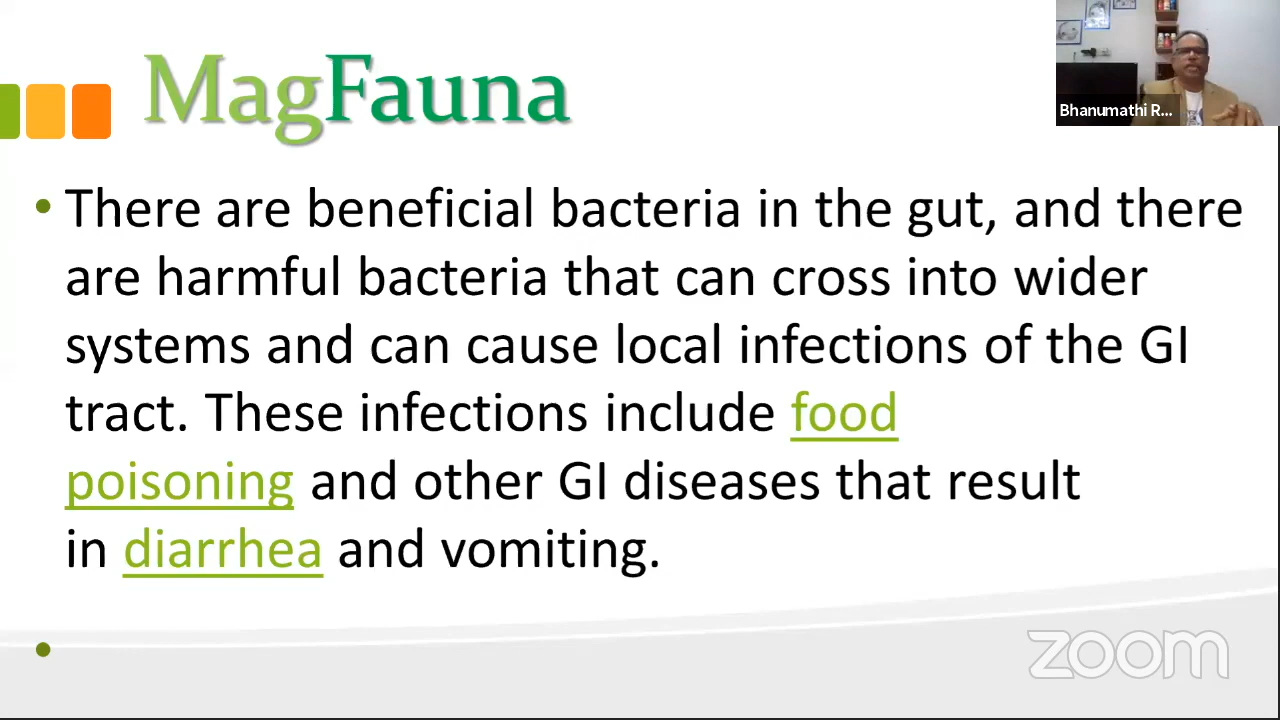 MagFauna
Bhanumathi R...
• There are beneficial bacteria in the gut, and there
are harmful bacteria that can cross into wider
systems and can cause local infections of the GI
tract. These infections include food
poisoning and other GI diseases that result
in diarrhea and vomiting.
•
zoom